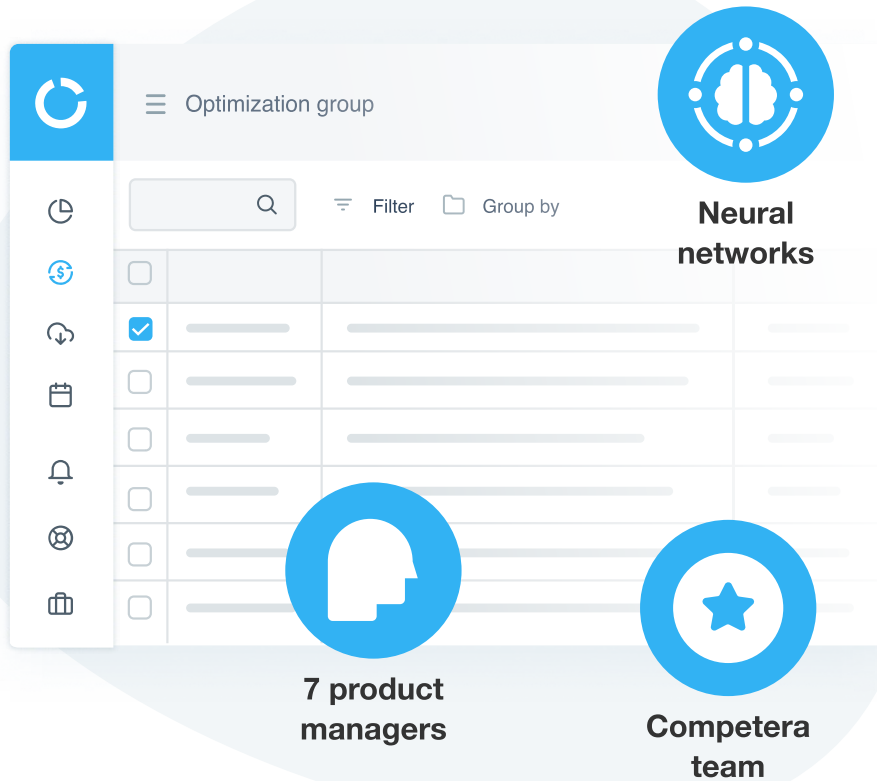 Optimization group
Filter
Group by
Neural
networks
7 product
managers
Competera
team